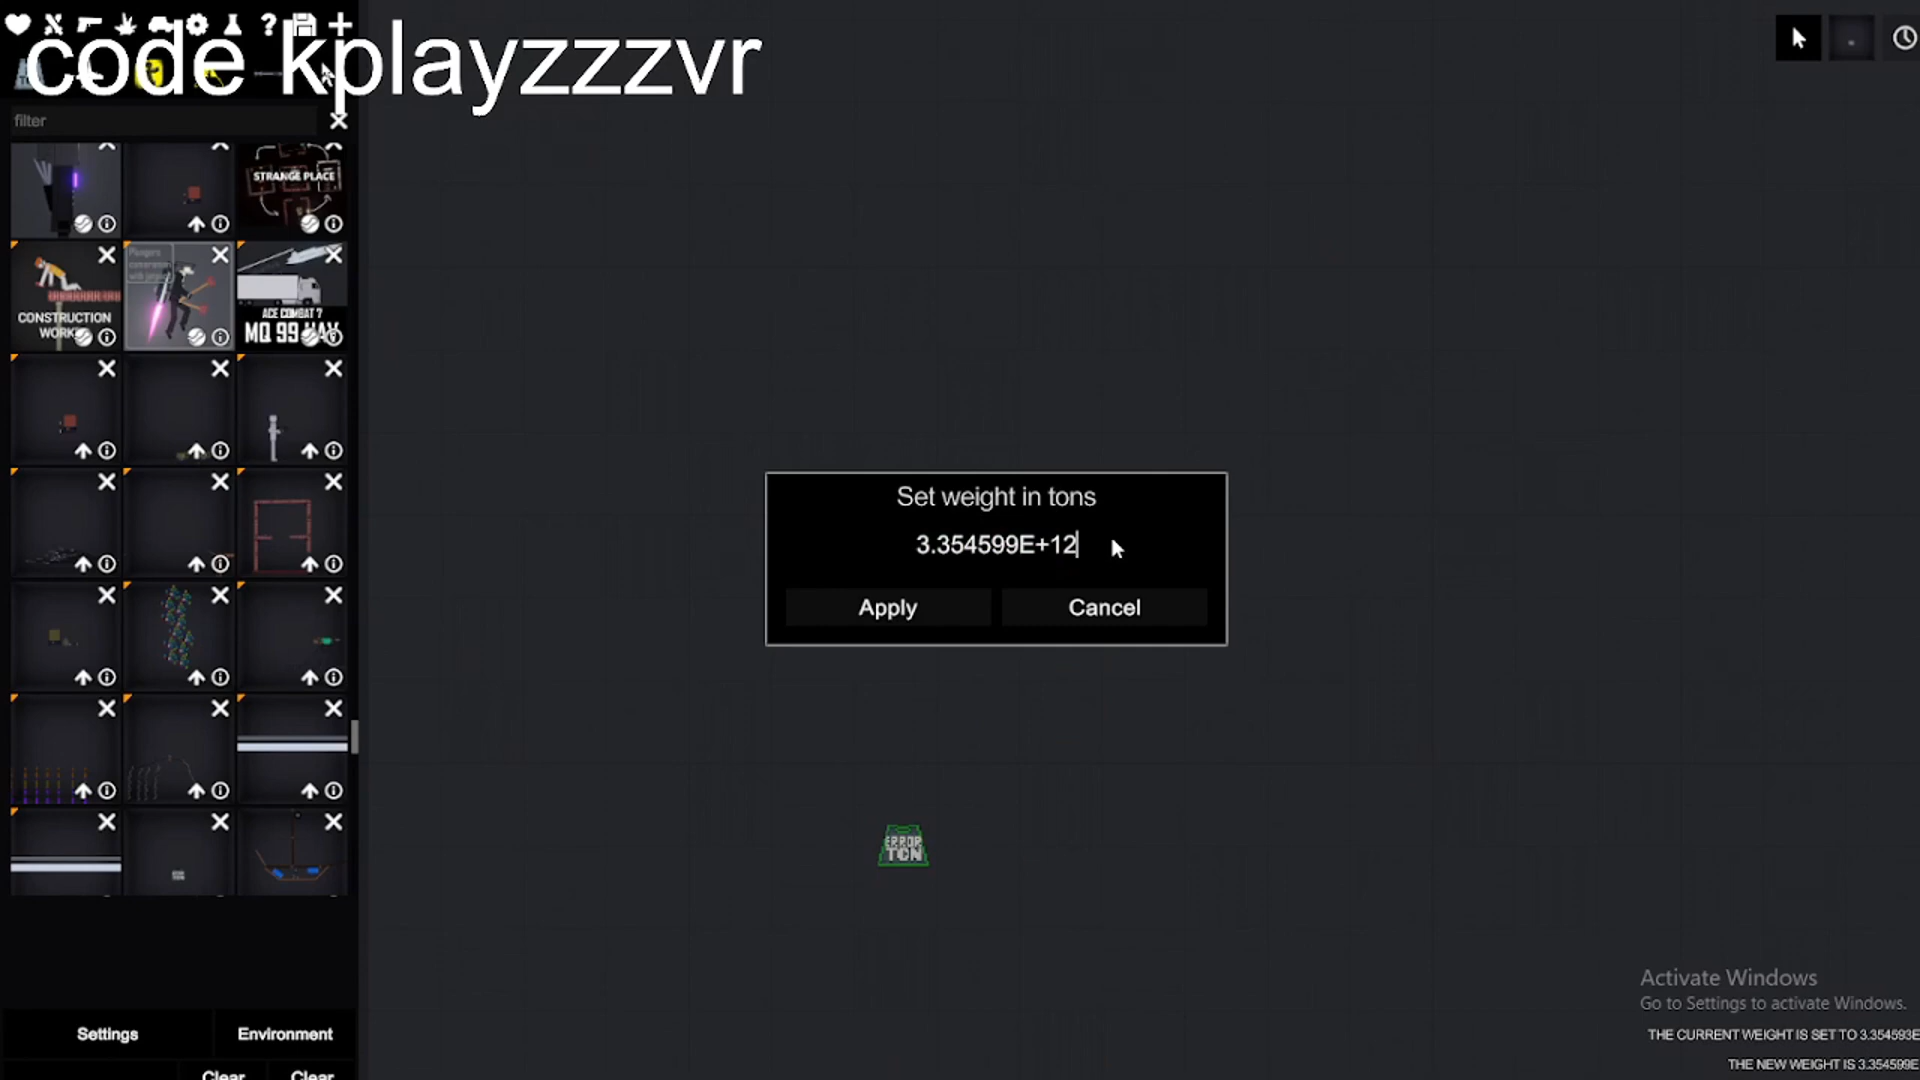 code kplayzzzvr
filter
STRANGE PLACE
CONSTRUCTION
WORK
ACE COMBAT 7
MQ 99
Set weight in tons
3.354599E+12
Apply
Cancel
ERROR
TON
Activate Windows
Go to Settings to activate Windows.
Settings
Environment
THE CURRENT WEIGHT IS SET TO 3.354593E
THE NEW WEIGHT IS 3.354599E
Clear
Clear